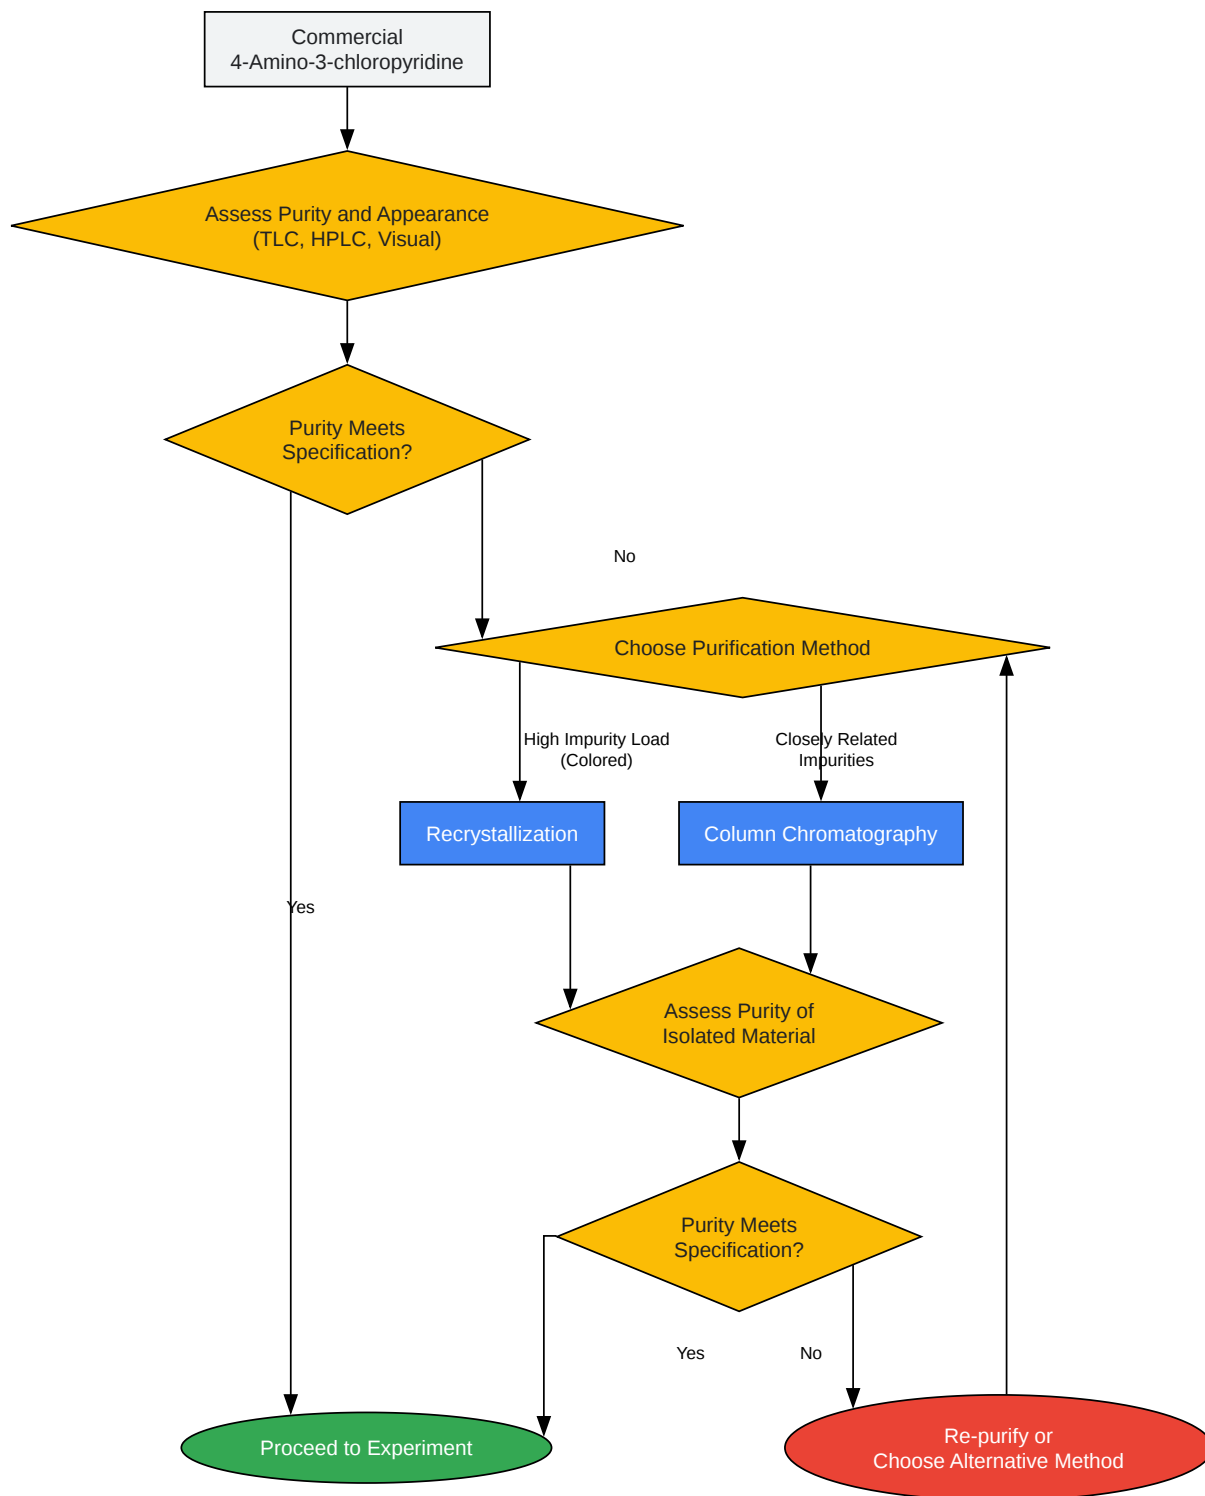 Commercial
4-Amino-3-chloropyridine
Assess Purity and Appearance
(TLC, HPLC, Visual)
Purity Meets
Specification?
No
Choose Purification Method
High Impurity Load
(Colored)
Closely Related
Impurities
Recrystallization
Column Chromatography
Yes
Assess Purity of
Isolated Material
Purity Meets
Specification?
Yes
No
Proceed to Experiment
Re-purify or
Choose Alternative Method